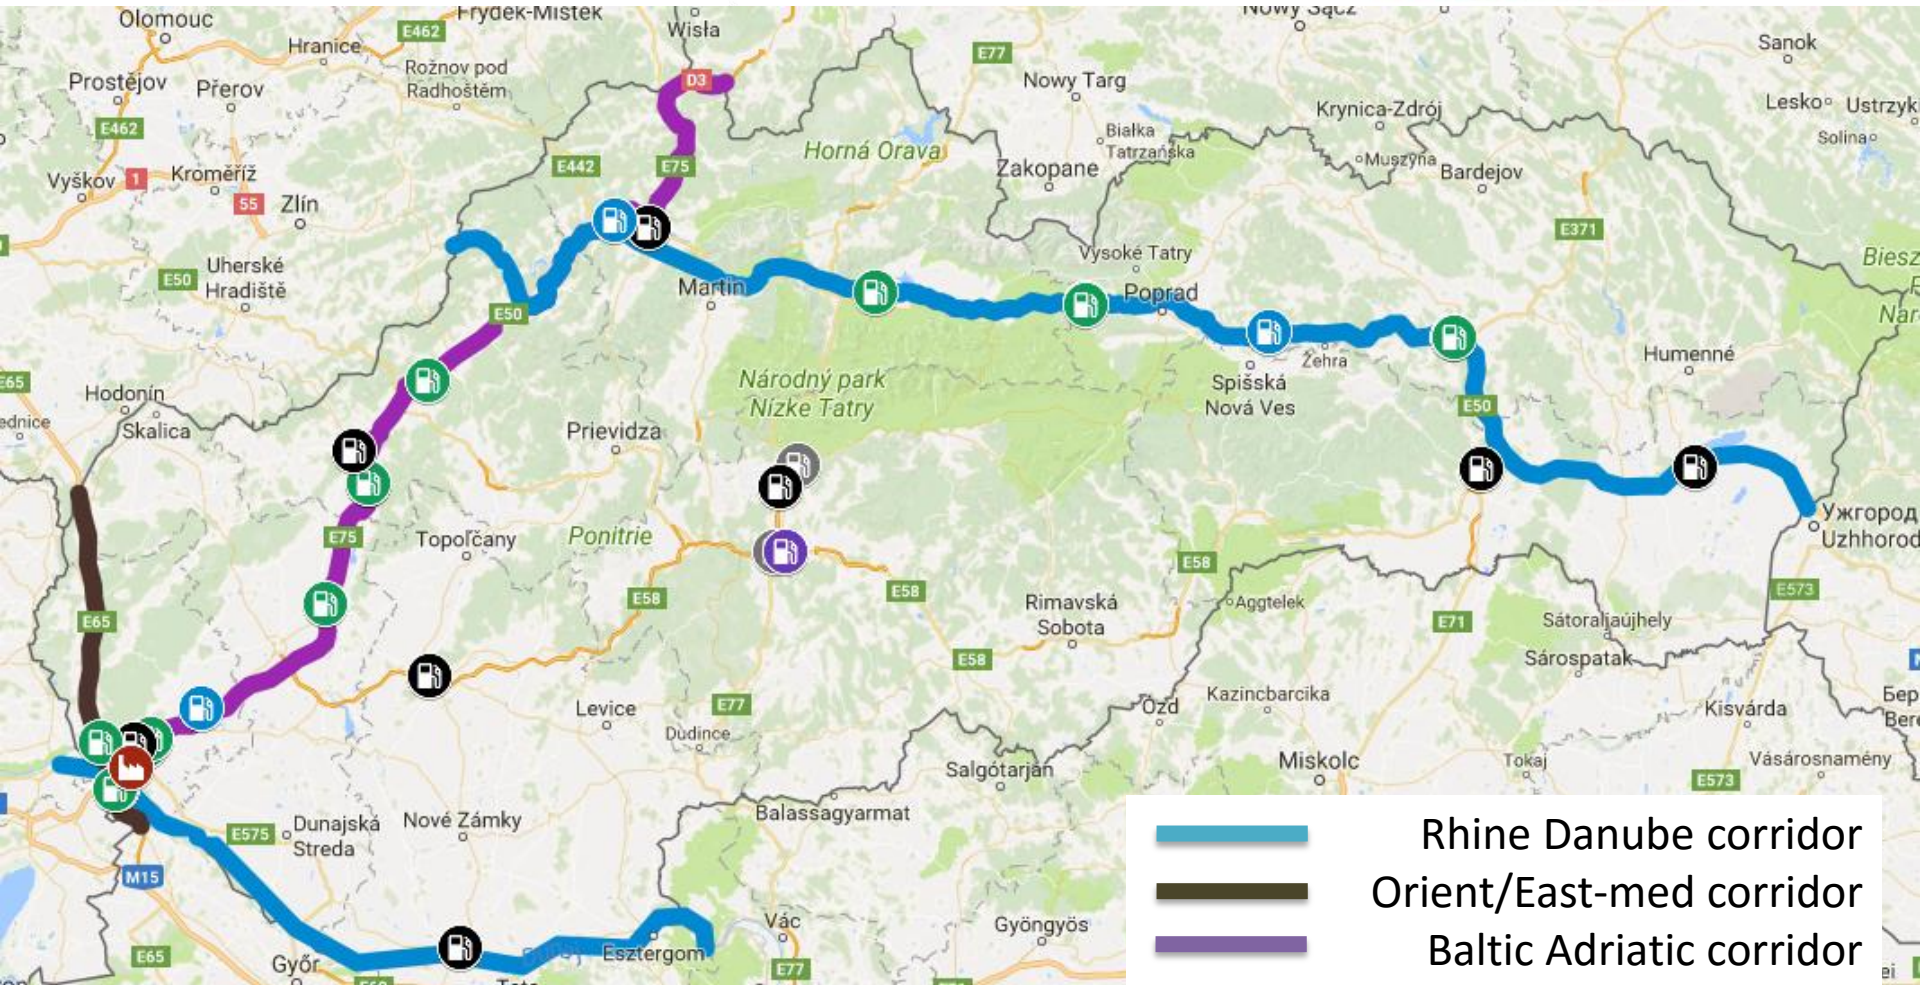 Olomouc
E462
Frýdek-Místek
Wisła
Nowy Sącz
Hranice
E77
Sanok
Prostějov
Přerov
Rožnov pod
Radhoštěm
D3
Nowy Targ
Krynica-Zdrój
Lesko
Ustrzyk
E462
Białka
Tatrzańska
Solina
Horná Orava
Vyškov
1
Kroměříž
E442
E75
Zakopane
Muszyna
Bardejov
55
Zlín
E371
Uherské
Hradiště
E50
Vysoké Tatry
Martin
Poprad
E50
Žehra
Humenné
E65
Hodonín
Národný park
Nízke Tatry
Spišská
Nová Ves
E50
Skalica
Prievidza
Ужгород
Uzhhorod
E75
Topoľčany
Ponitrie
E58
E58
E58
E573
E65
Rimavská
Sobota
Aggtelek
E71
Sátoraljaújhely
E58
Sárospatak
Levice
E77
Ózd
Kazincbarcika
Kisvárda
Dudince
Salgótarján
Miskolc
Tokaj
Vásárosnamény
E573
Balassagyarmat
E575
Dunajská
Streda
Nové Zámky
M15
Vác
Gyöngyös
E65
Győr
Esztergom
E77
Rhine Danube corridor
Orient/East-med corridor
Baltic Adriatic corridor